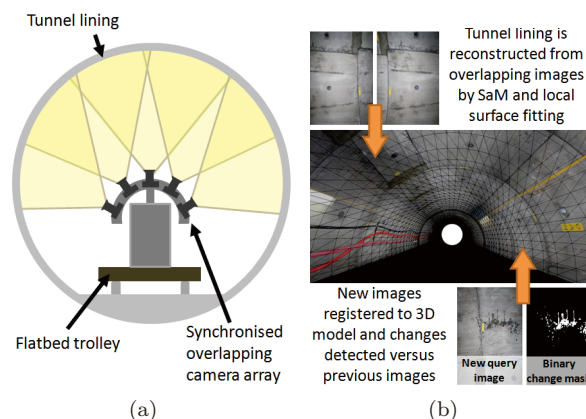 Tunnel lining
Flatbed trolley
Synchronised
overlapping
camera array
(a)
Tunnel lining is
reconstructed from
overlapping images
by SaM and local
surface fitting
New images
registered to 3D
model and changes
detected versus
previous images
New query
image
Binary
change mask
(b)